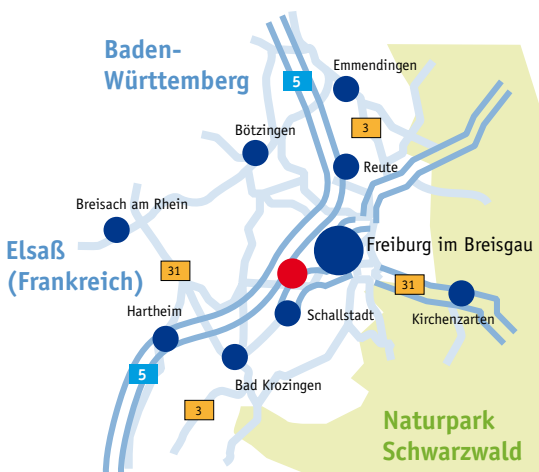 Baden-
Württemberg
Emmendingen
5
3
Bötzingen
Reute
Breisach am Rhein
Elsaß
(Frankreich)
Freiburg im Breisgau
31
31
Hartheim
Schallstadt
Kirchenzarten
5
Bad Krozingen
3
Naturpark
Schwarzwald